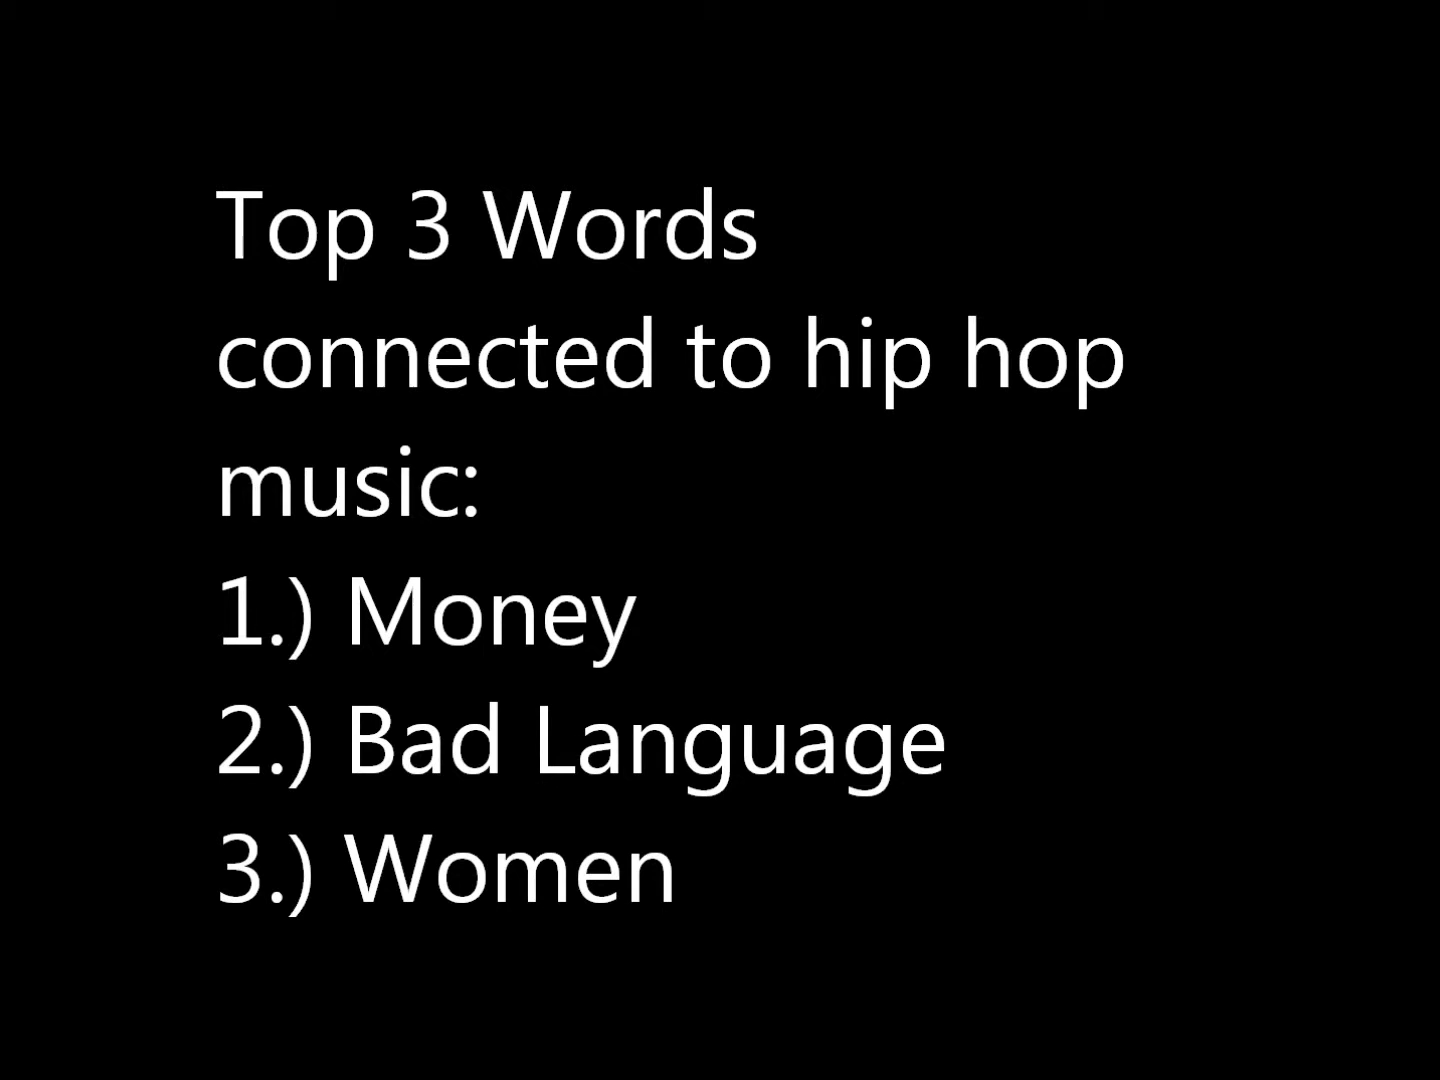 Top 3 Words
connected to hip hop
music:
1.) Money
2.) Bad Language
3.) Women